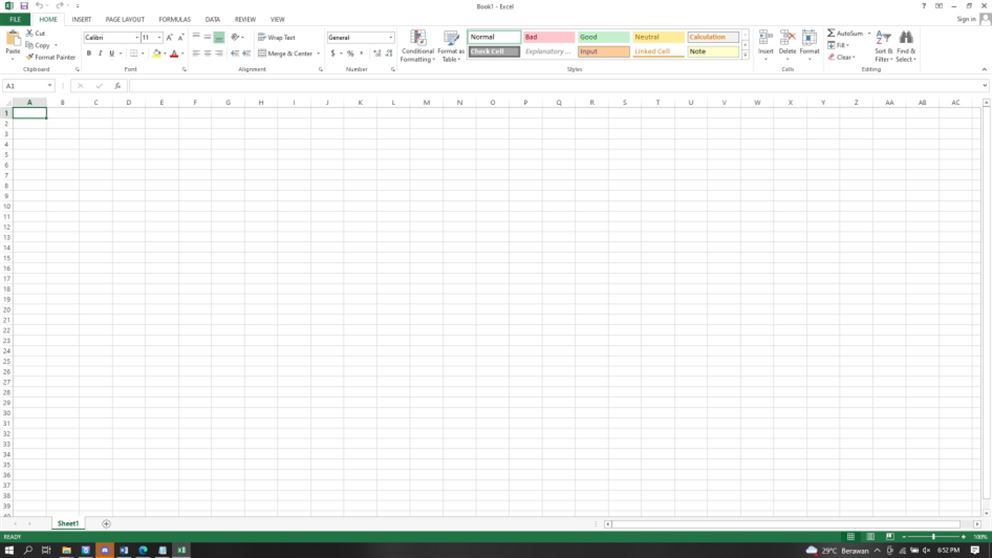 Book1 - Excel
FILE HOME INSERT PAGE LAYOUT FORMULAS DATA REVIEW VIEW Sign in
Cut
Copy
Format Painter
Paste
Clipboard
Calibri 11
B I U
Font
Wrap Text
Merge & Center
Alignment
General
$ %
Number
Conditional Formatting
Format as Table
Normal Bad Good Neutral Calculation
Check Cell Explanatory ... Input Linked Cell Note
Styles
Insert Delete Format
Cells
AutoSum
Fill
Clear
Sort & Filter
Find & Select
Editing
A1 fx
A B C D E F G H I J K L M N O P Q R S T U V W X Y Z AA AB AC
1
2
3
4
5
6
7
8
9
10
11
12
13
14
15
16
17
18
19
20
21
22
23
24
25
26
27
28
29
30
31
32
33
34
35
36
37
38
39
Sheet1
READY 100%
29°C Berawan 6:52 PM